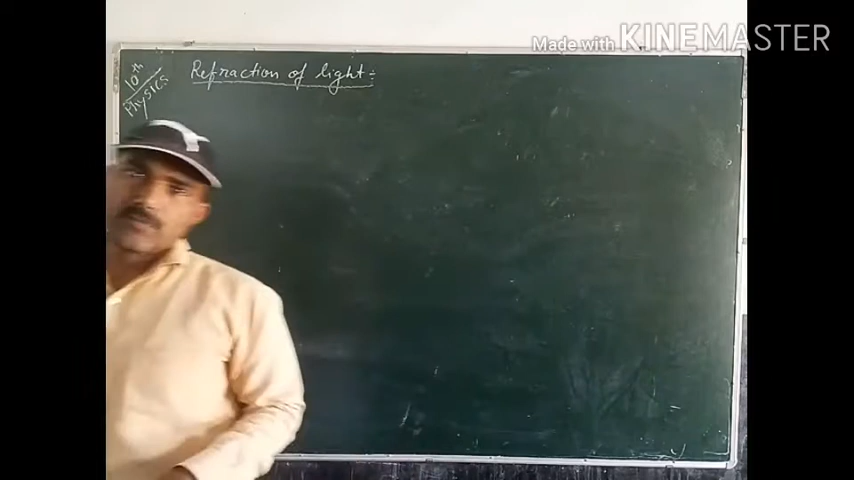 Made with KINEMASTER
10th
Physics
Refraction of light :-